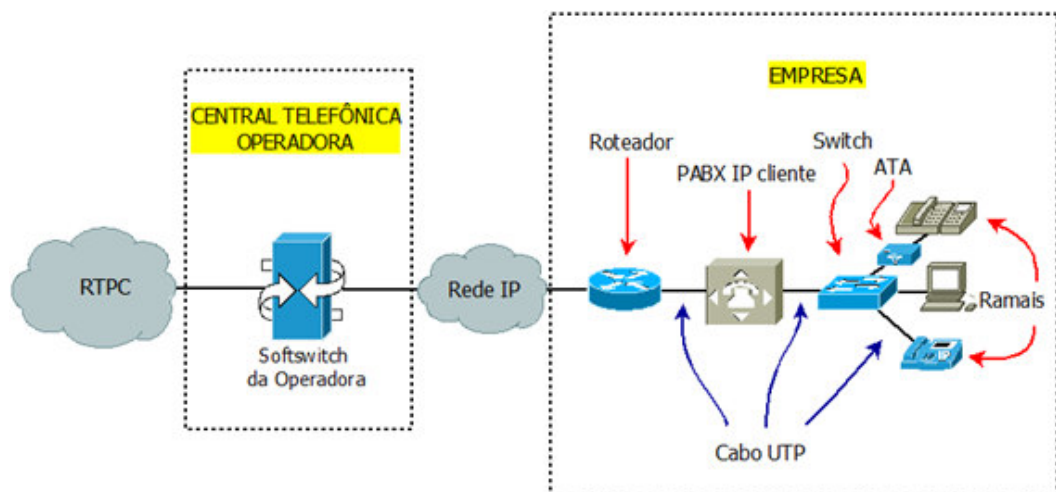 CENTRAL TELEFÔNICA
OPERADORA
RTPC
Softswitch
da Operadora
Rede IP
EMPRESA
Roteador
PABX IP cliente
Switch
ATA
Ramais
IP
Cabo UTP